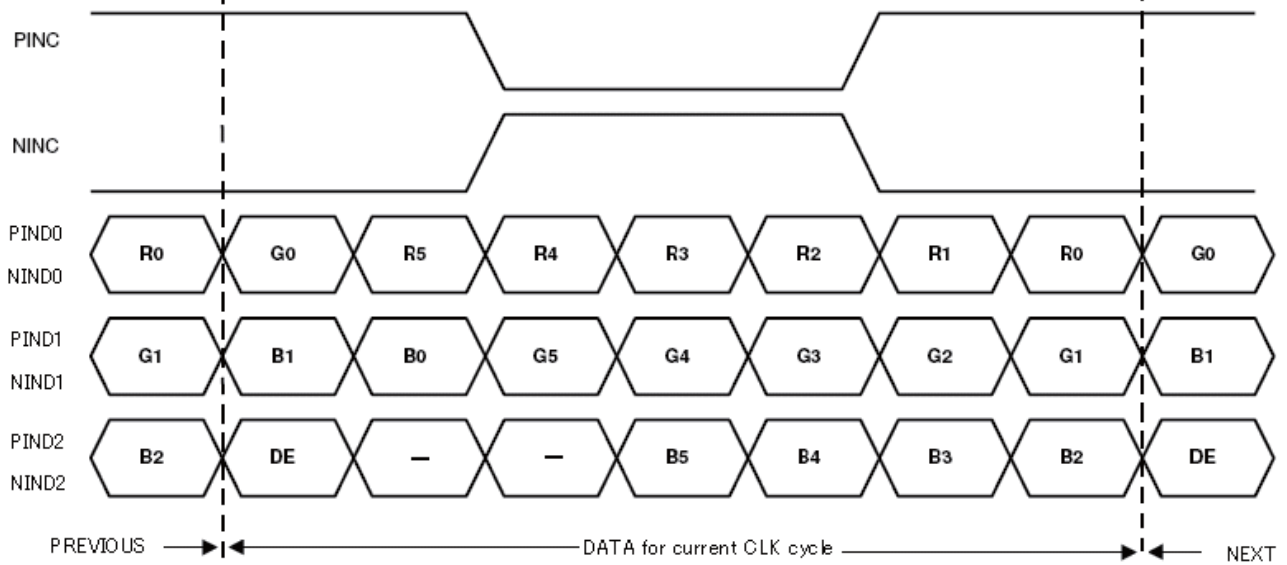 PINC
NINC
PIND0
R0 G0 R5 R4 R3 R2 R1 R0 G0
NIND0
PIND1
G1 B1 B0 G5 G4 G3 G2 G1 B1
NIND1
PIND2
B2 DE — — B5 B4 B3 B2 DE
NIND2
PREVIOUS DATA for current CLK cycle NEXT